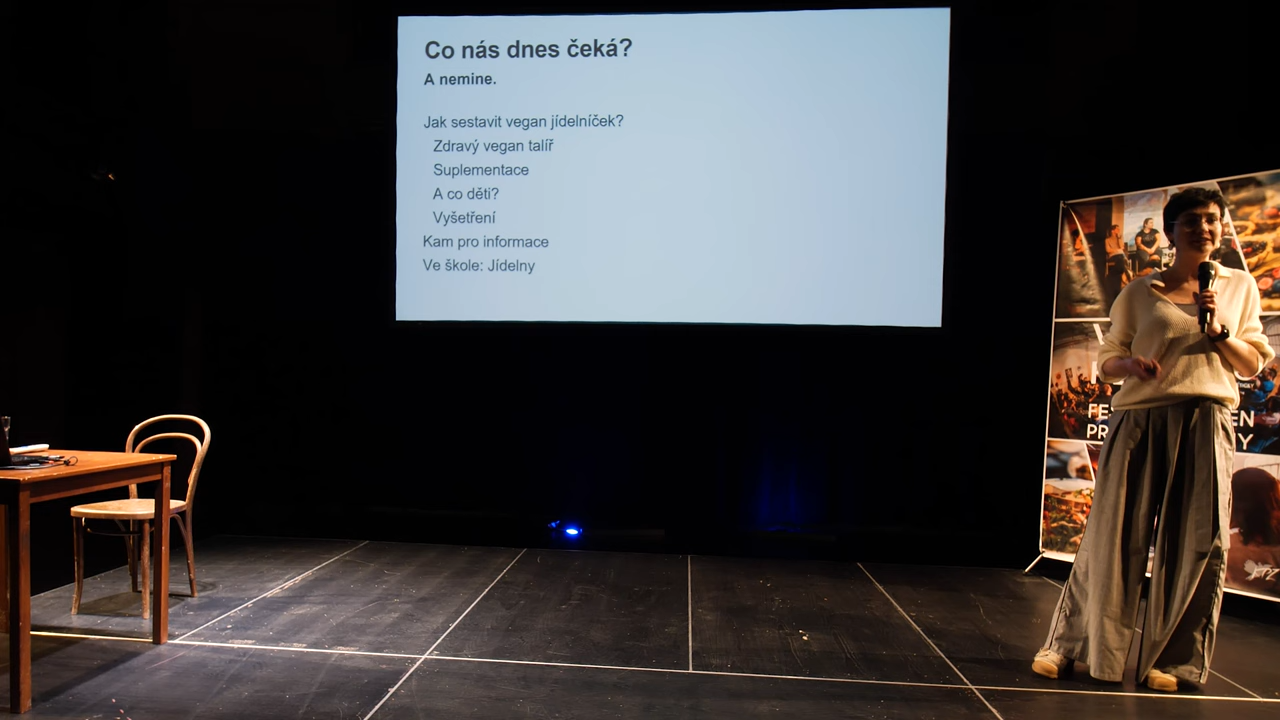 Co nás dnes čeká?
A nemine.
Jak sestavit vegan jídelníček?
Zdravý vegan talíř
Suplementace
A co děti?
Vyšetření
Kam pro informace
Ve škole: Jídelny